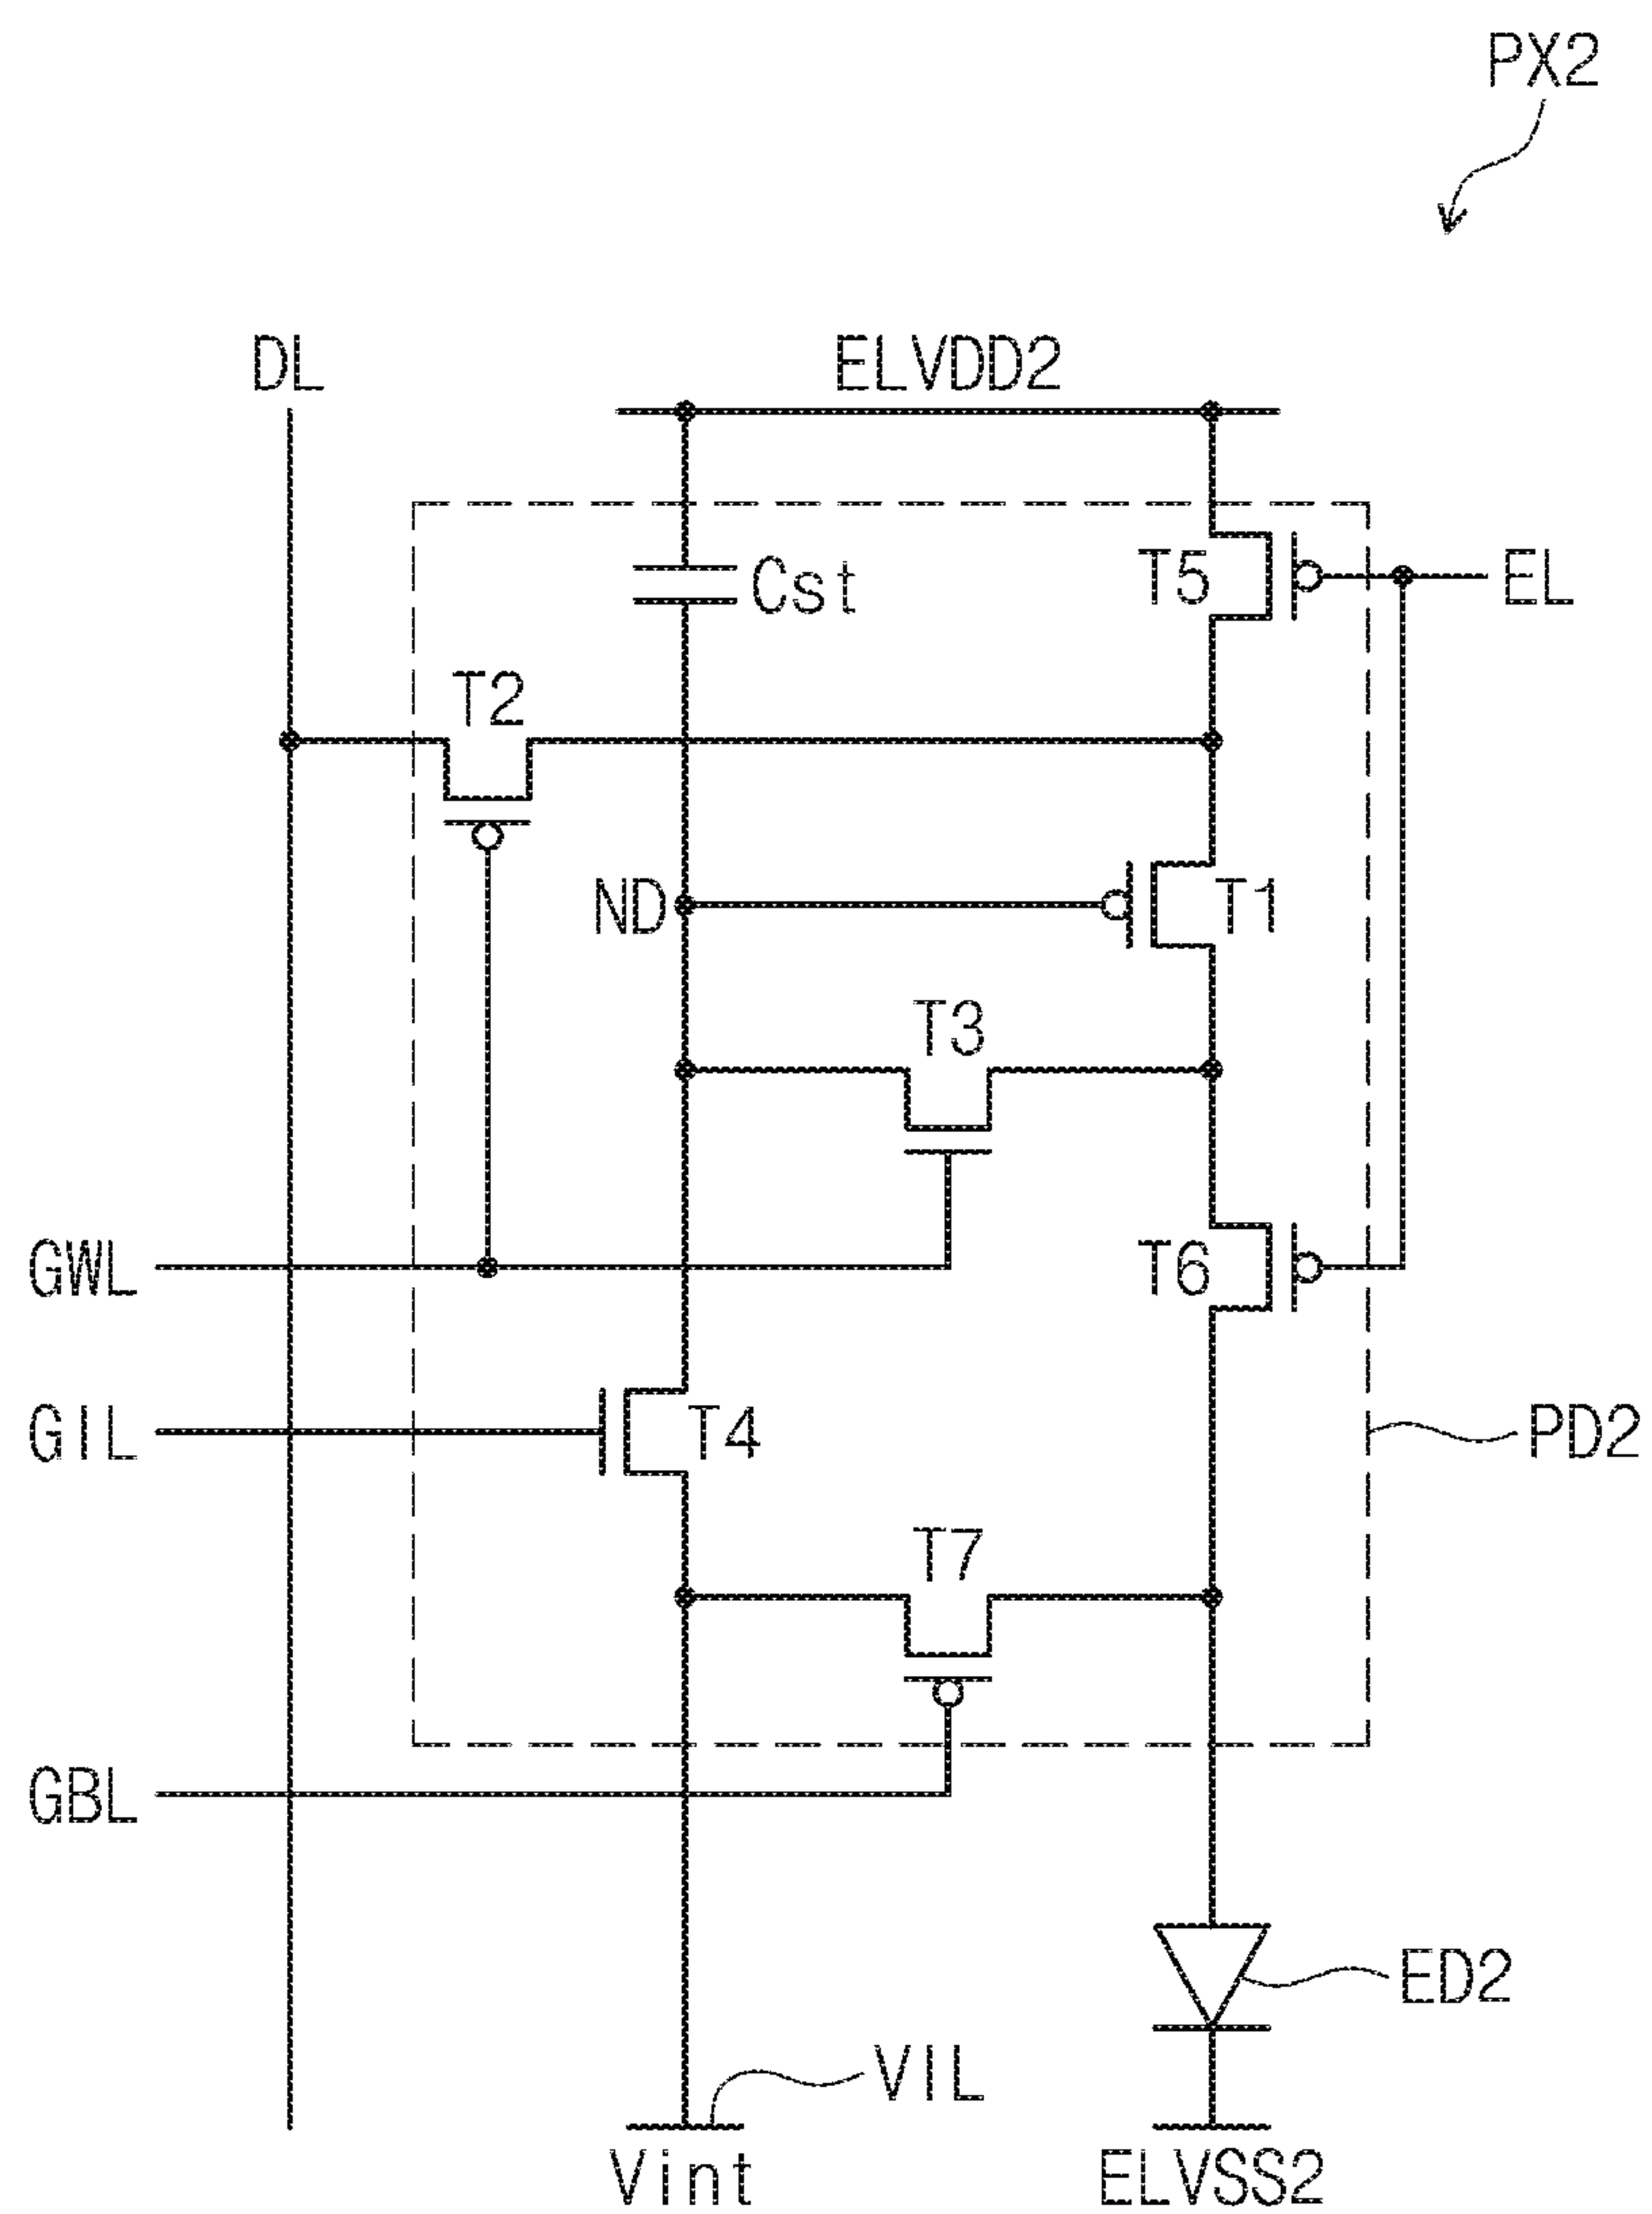 PX2
DL
ELVDD2
T5
EL
Cst
T2
ND
T1
T3
GWL
T6
GIL
T4
PD2
T7
GBL
ED2
VIL
Vint
ELVSS2